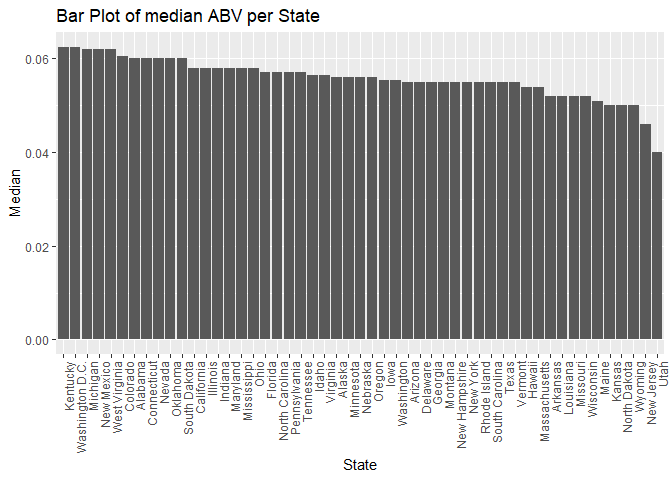 Bar Plot of median ABV per State
0.06
0.04
0.02
0.00
Median
Kentucky
Washington D.C.
Michigan
New Mexico
West Virginia
Colorado
Alabama
Connecticut
Nevada
Oklahoma
South Dakota
California
Illinois
Indiana
Maryland
Mississippi
Ohio
Florida
North Carolina
Pennsylvania
Tennessee
Idaho
Virginia
Alaska
Minnesota
Nebraska
Oregon
Iowa
Washington
Arizona
Delaware
Georgia
Montana
New Hampshire
New York
Rhode Island
South Carolina
Texas
Vermont
Hawaii
Massachusetts
Arkansas
Louisiana
Missouri
Wisconsin
Maine
Kansas
North Dakota
Wyoming
New Jersey
Utah
State